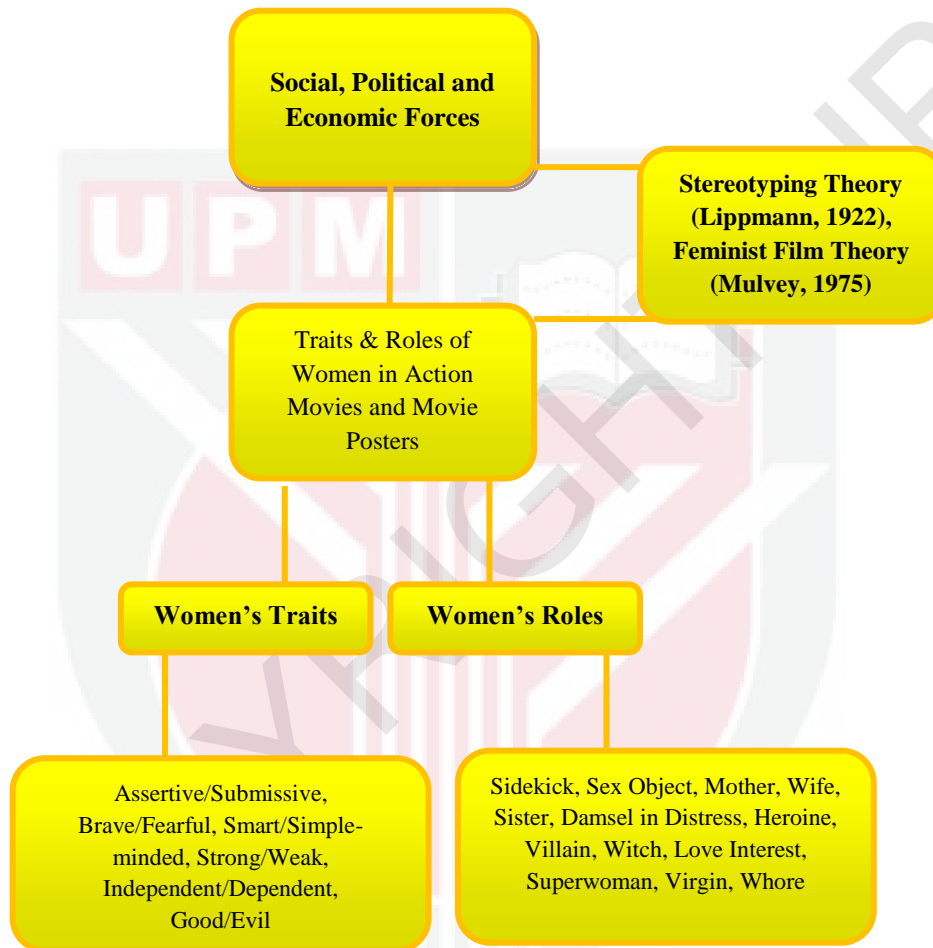 Social, Political and
Economic Forces
Stereotyping Theory
(Lippmann, 1922),
Feminist Film Theory
(Mulvey, 1975)
UPM
Traits & Roles of
Women in Action
Movies and Movie
Posters
Women’s Traits
Women’s Roles
Assertive/Submissive,
Brave/Fearful, Smart/Simple-
minded, Strong/Weak,
Independent/Dependent,
Good/Evil
Sidekick, Sex Object, Mother, Wife,
Sister, Damsel in Distress, Heroine,
Villain, Witch, Love Interest,
Superwoman, Virgin, Whore